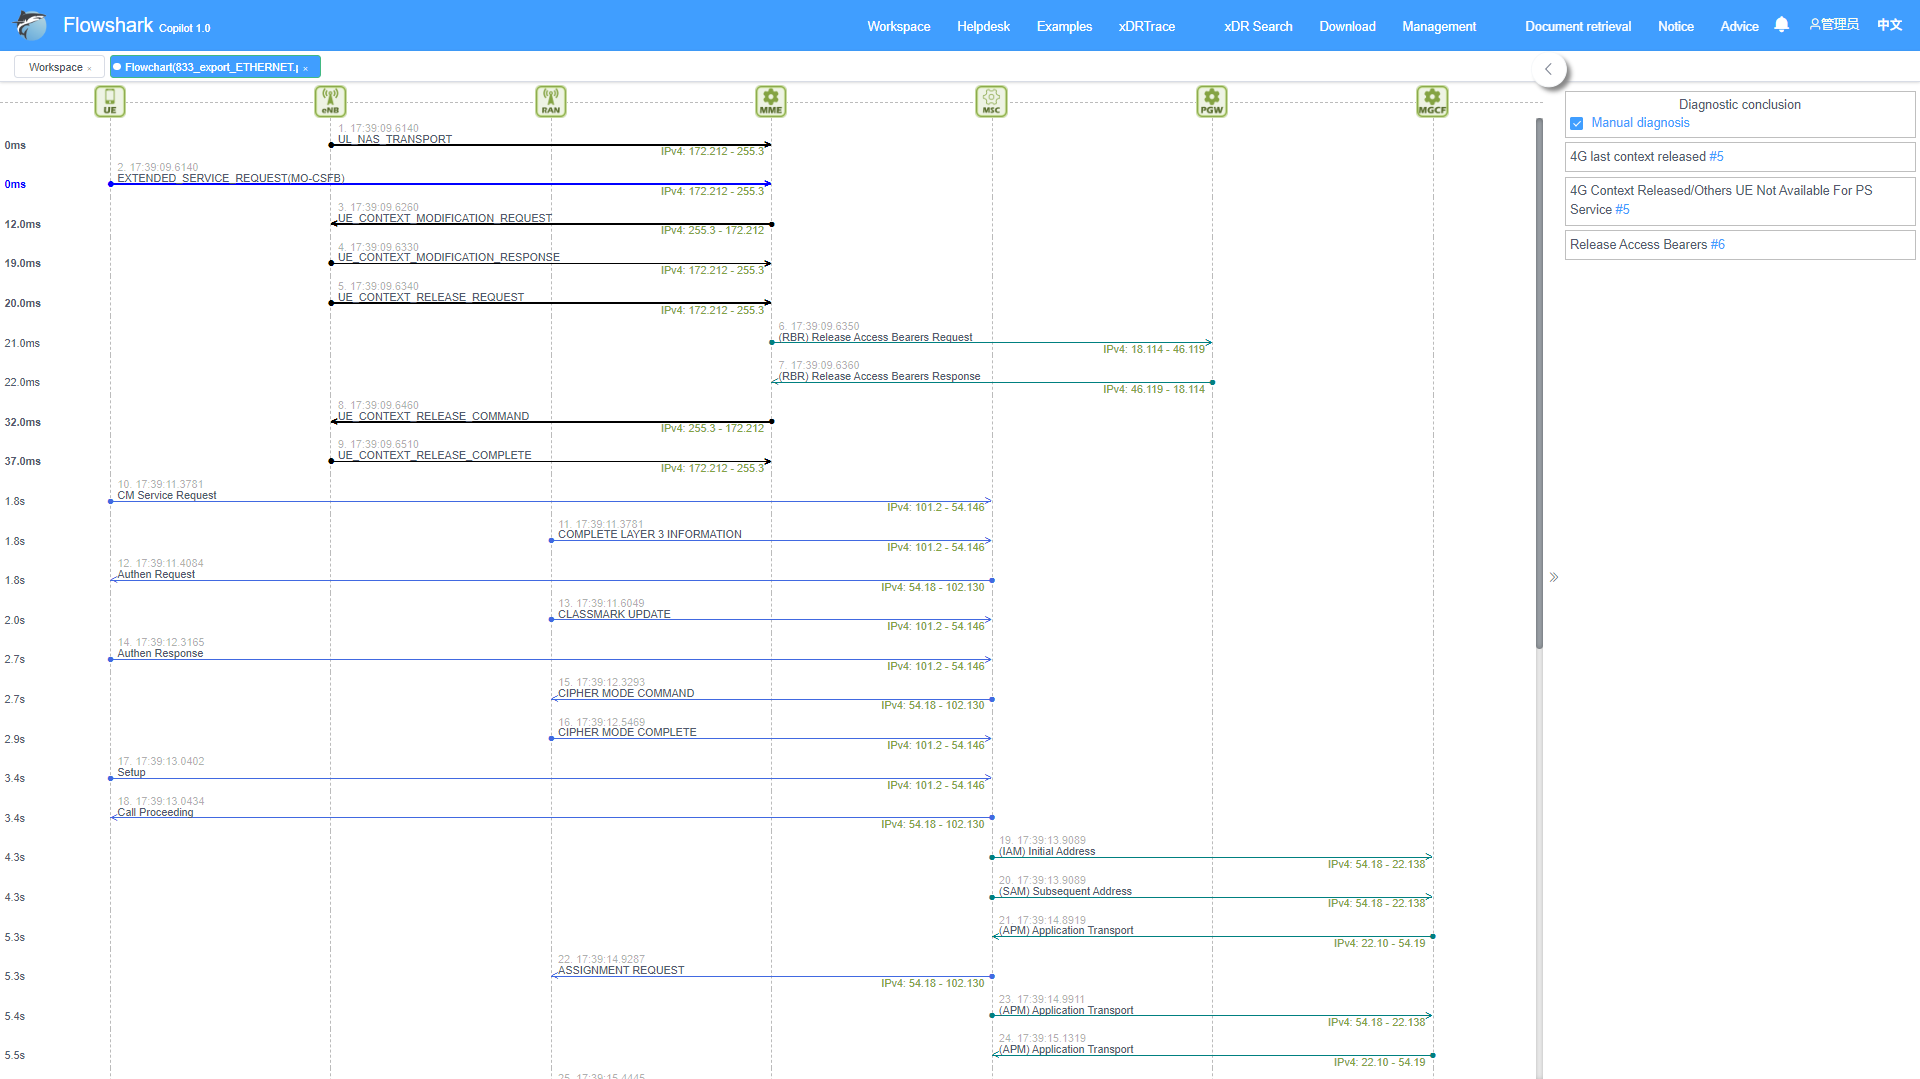 Flowshark Copilot 1.0
Workspace Helpdesk Examples xDRTrace xDR Search Download Management Document retrieval Notice Advice 管理员 中文
Workspace ×
Flowchart(833_export_ETHERNET.p ×
UE eNB RAN MME MSC PGW MGCF
1. 17:39:09.6140
UL_NAS_TRANSPORT
0ms
IPv4: 172.212 - 255.3
2. 17:39:09.6140
EXTENDED_SERVICE_REQUEST(MO-CSFB)
0ms
IPv4: 172.212 - 255.3
3. 17:39:09.6260
UE_CONTEXT_MODIFICATION_REQUEST
12.0ms
IPv4: 255.3 - 172.212
4. 17:39:09.6330
UE_CONTEXT_MODIFICATION_RESPONSE
19.0ms
IPv4: 172.212 - 255.3
5. 17:39:09.6340
UE_CONTEXT_RELEASE_REQUEST
20.0ms
IPv4: 172.212 - 255.3
6. 17:39:09.6350
(RBR) Release Access Bearers Request
21.0ms
IPv4: 18.114 - 46.119
7. 17:39:09.6360
(RBR) Release Access Bearers Response
22.0ms
IPv4: 46.119 - 18.114
8. 17:39:09.6460
UE_CONTEXT_RELEASE_COMMAND
32.0ms
IPv4: 255.3 - 172.212
9. 17:39:09.6510
UE_CONTEXT_RELEASE_COMPLETE
37.0ms
IPv4: 172.212 - 255.3
10. 17:39:11.3781
CM Service Request
1.8s
IPv4: 101.2 - 54.146
11. 17:39:11.3781
COMPLETE LAYER 3 INFORMATION
1.8s
IPv4: 101.2 - 54.146
12. 17:39:11.4084
Authen Request
1.8s
IPv4: 54.18 - 102.130
13. 17:39:11.6049
CLASSMARK UPDATE
2.0s
IPv4: 101.2 - 54.146
14. 17:39:12.3165
Authen Response
2.7s
IPv4: 101.2 - 54.146
15. 17:39:12.3293
CIPHER MODE COMMAND
2.7s
IPv4: 54.18 - 102.130
16. 17:39:12.5469
CIPHER MODE COMPLETE
2.9s
IPv4: 101.2 - 54.146
17. 17:39:13.0402
Setup
3.4s
IPv4: 101.2 - 54.146
18. 17:39:13.0434
Call Proceeding
3.4s
IPv4: 54.18 - 102.130
19. 17:39:13.9089
(IAM) Initial Address
4.3s
IPv4: 54.18 - 22.138
20. 17:39:13.9089
(SAM) Subsequent Address
4.3s
IPv4: 54.18 - 22.138
21. 17:39:14.8919
(APM) Application Transport
5.3s
IPv4: 22.10 - 54.19
22. 17:39:14.9287
ASSIGNMENT REQUEST
5.3s
IPv4: 54.18 - 102.130
23. 17:39:14.9911
(APM) Application Transport
5.4s
IPv4: 54.18 - 22.138
24. 17:39:15.1319
(APM) Application Transport
5.5s
IPv4: 22.10 - 54.19
25. 17:39:15.4445
Diagnostic conclusion
Manual diagnosis
4G last context released #5
4G Context Released/Others UE Not Available For PS
Service #5
Release Access Bearers #6